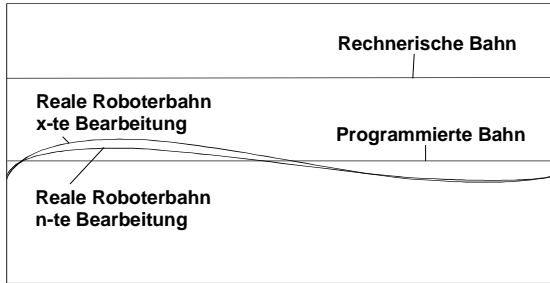 Rechnerische Bahn
Reale Roboterbahn
x-te Bearbeitung
Programmierte Bahn
Reale Roboterbahn
n-te Bearbeitung